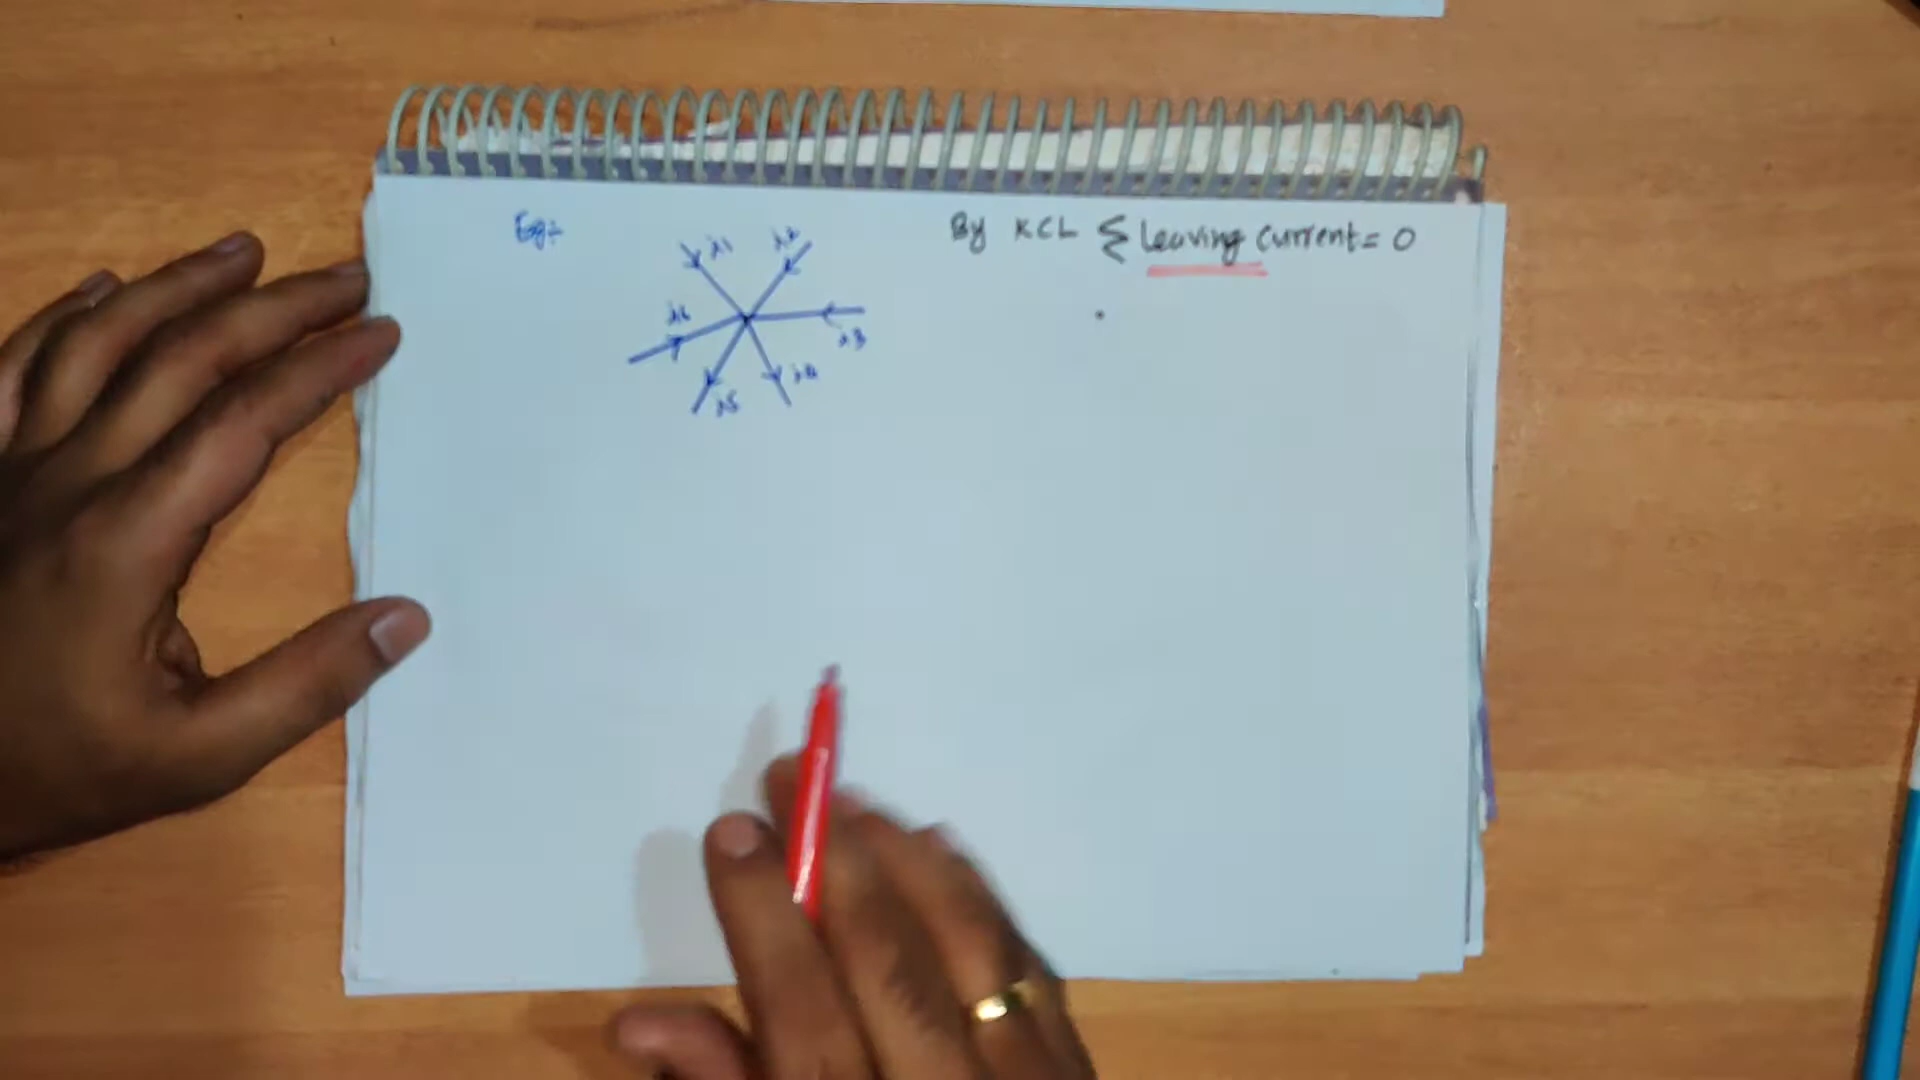 Eg:-
By KCL Σ Leaving Current = 0
i1
i2
i6
i3
i4
i5